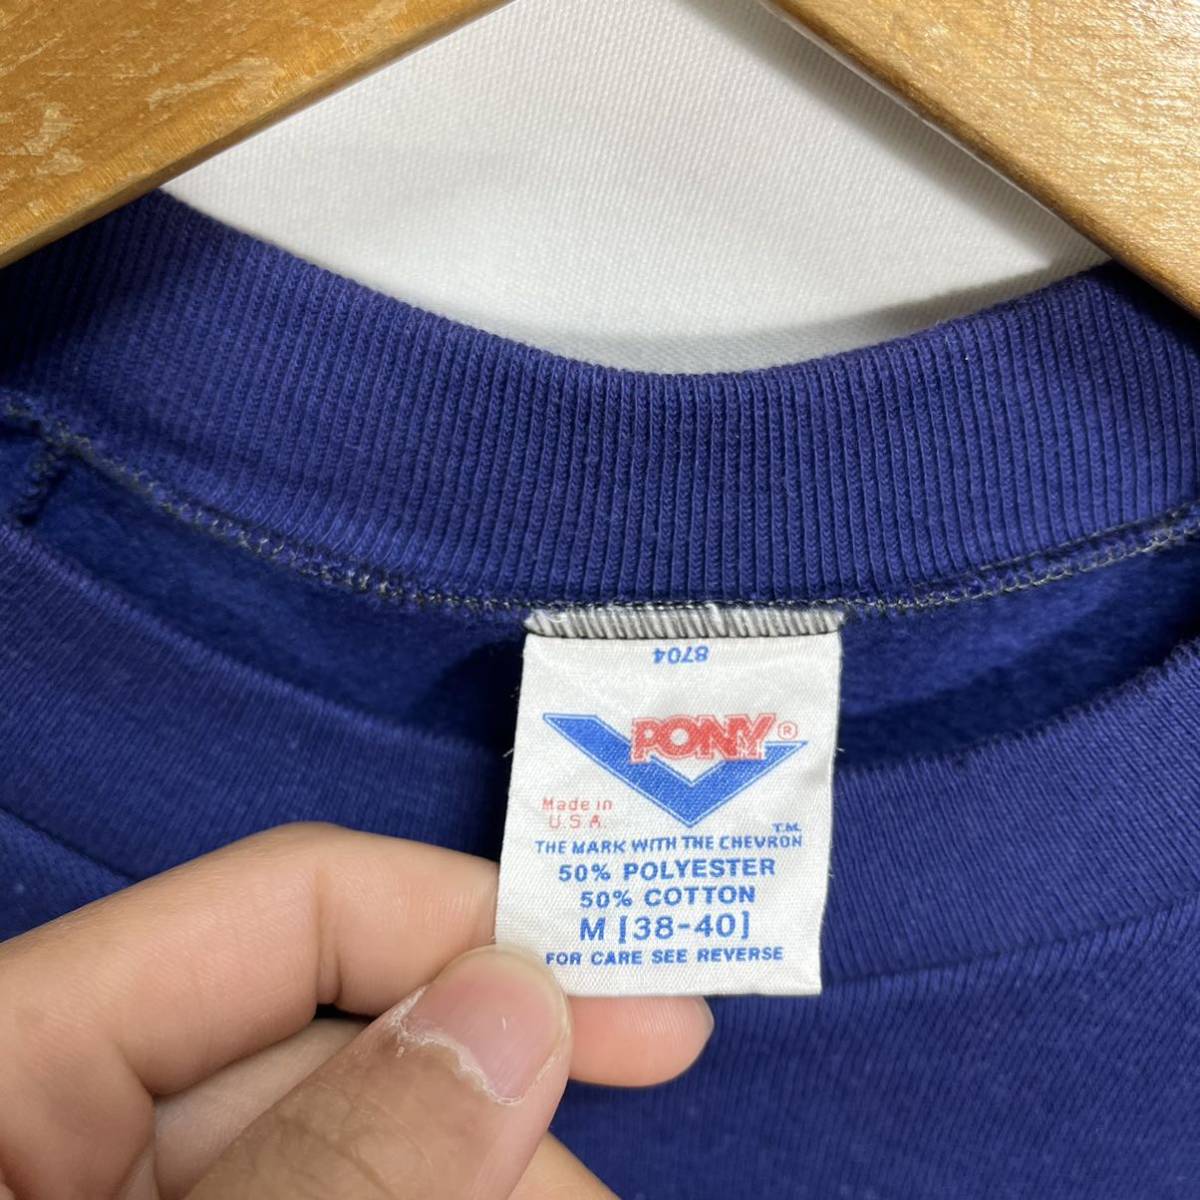 8704
PONY ®
Made in
U.S.A.
T.M.
THE MARK WITH THE CHEVRON
50% POLYESTER
50% COTTON
M [38-40]
FOR CARE SEE REVERSE